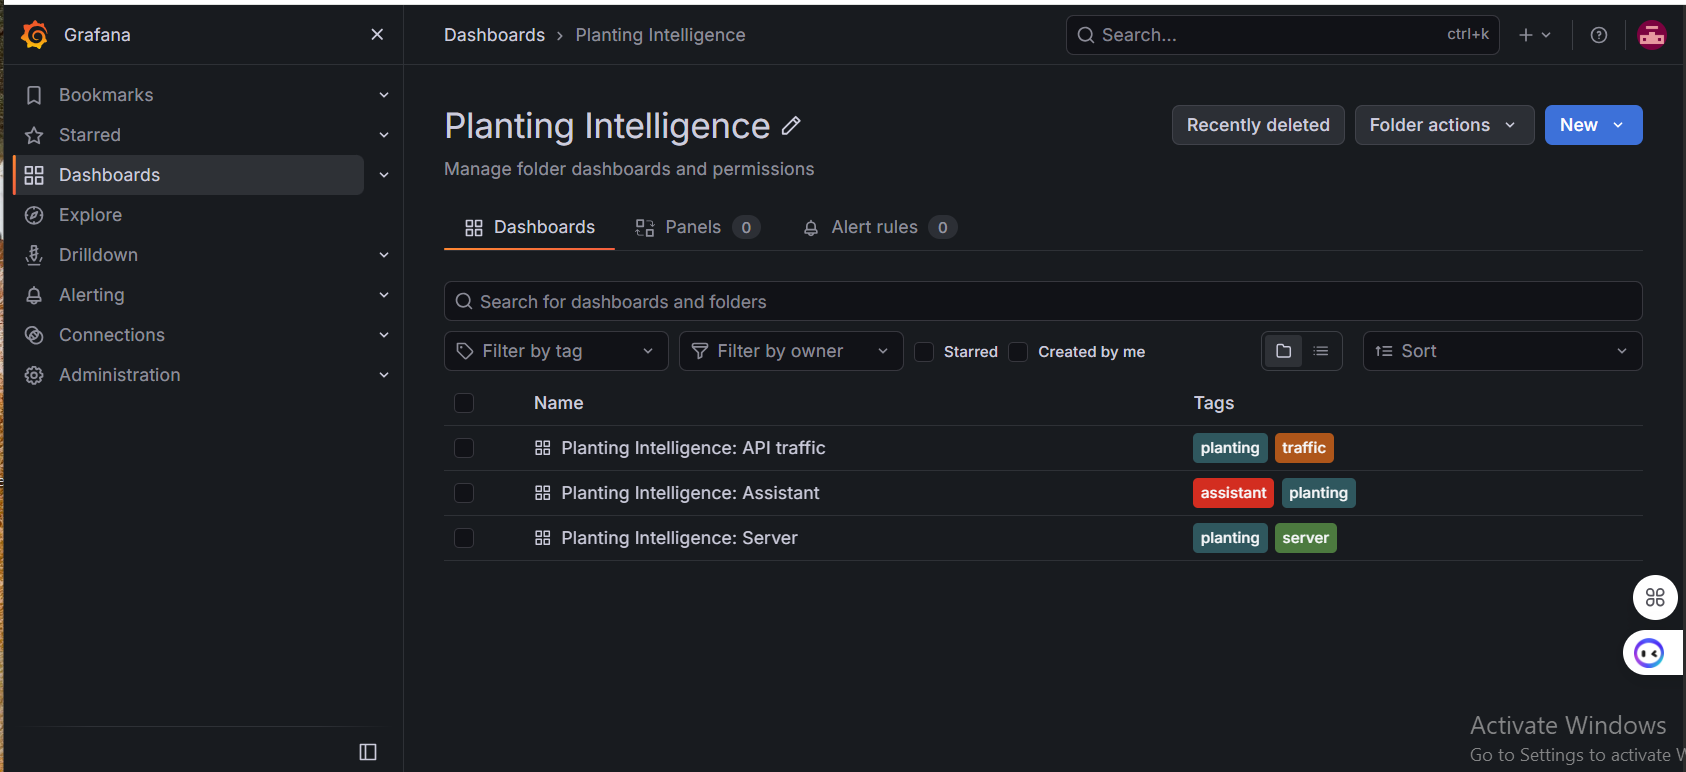 Grafana
Dashboards › Planting Intelligence
Search... ctrl+k
Bookmarks
Starred
Dashboards
Explore
Drilldown
Alerting
Connections
Administration
Planting Intelligence
Recently deleted Folder actions New
Manage folder dashboards and permissions
Dashboards Panels 0 Alert rules 0
Search for dashboards and folders
Filter by tag Filter by owner Starred Created by me Sort
Name Tags
Planting Intelligence: API traffic planting traffic
Planting Intelligence: Assistant assistant planting
Planting Intelligence: Server planting server
Activate Windows
Go to Settings to activate W